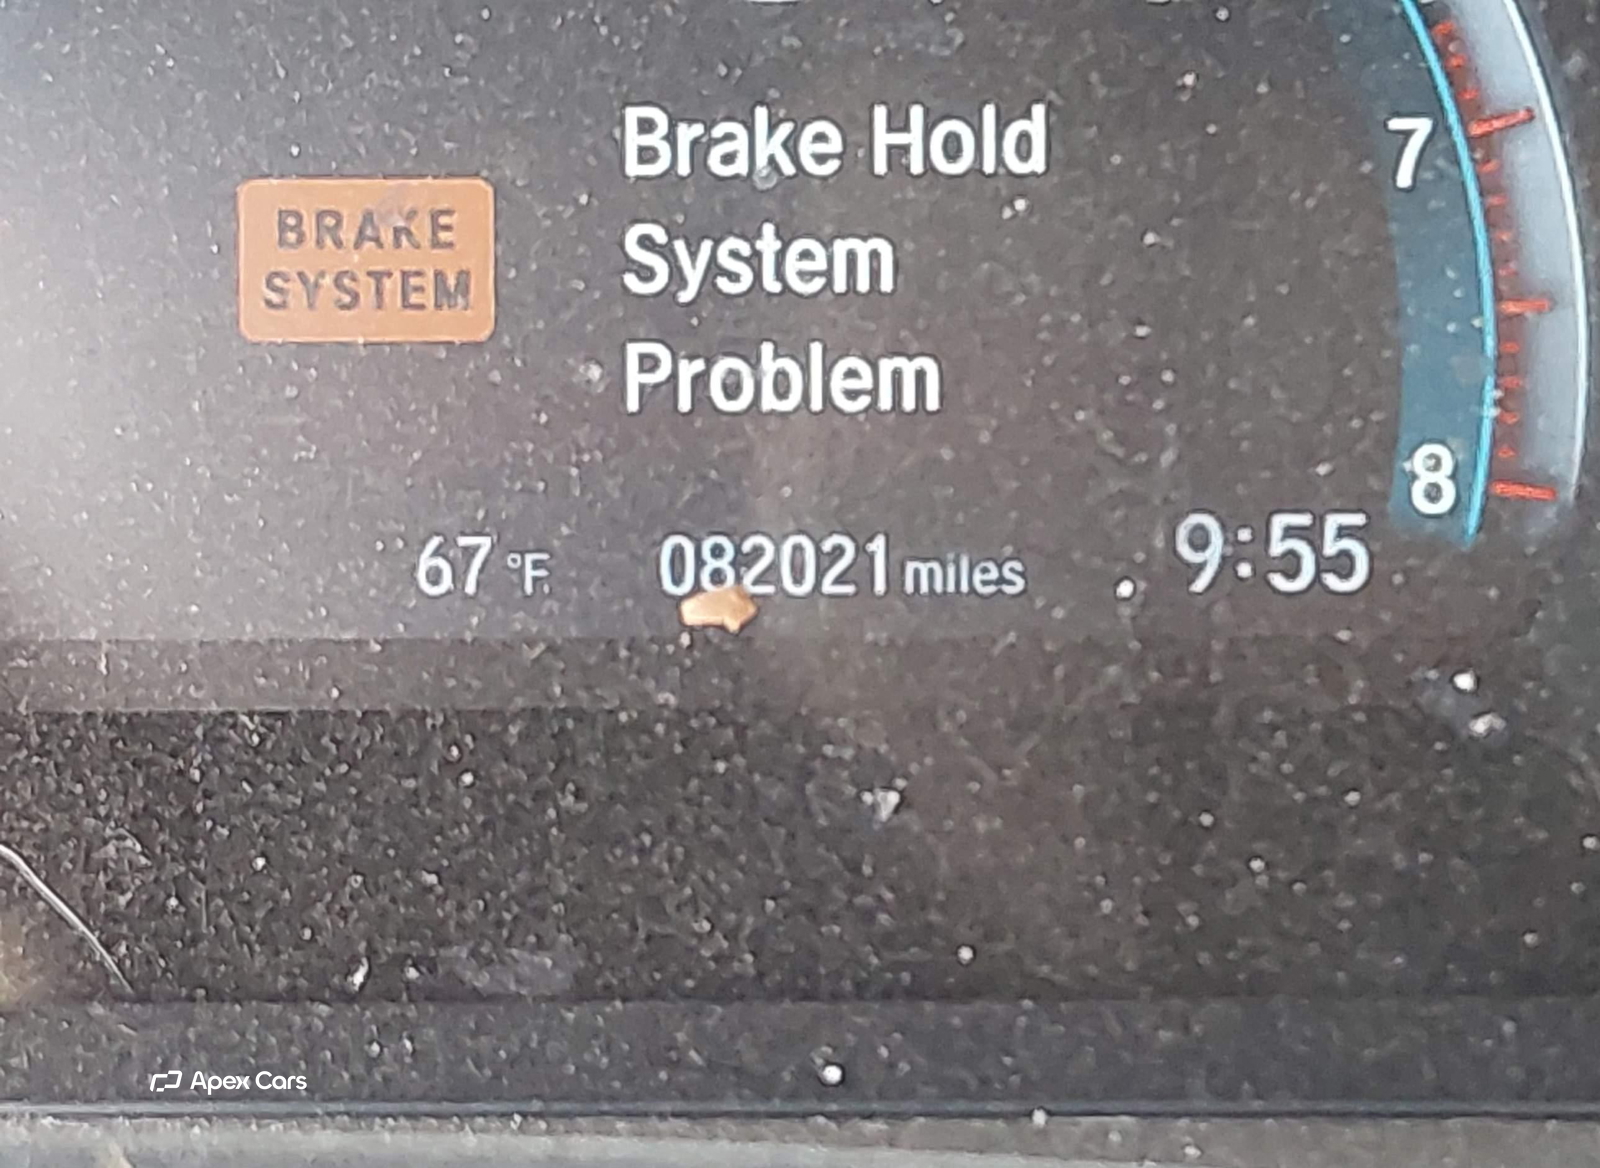 Brake Hold
System
Problem
BRAKE
SYSTEM
7
8
67 °F
082021 miles
9:55
Apex Cars